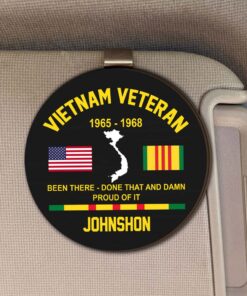 VIETNAM VETERAN
1965 - 1968
BEEN THERE - DONE THAT AND DAMN
PROUD OF IT
JOHNSHON